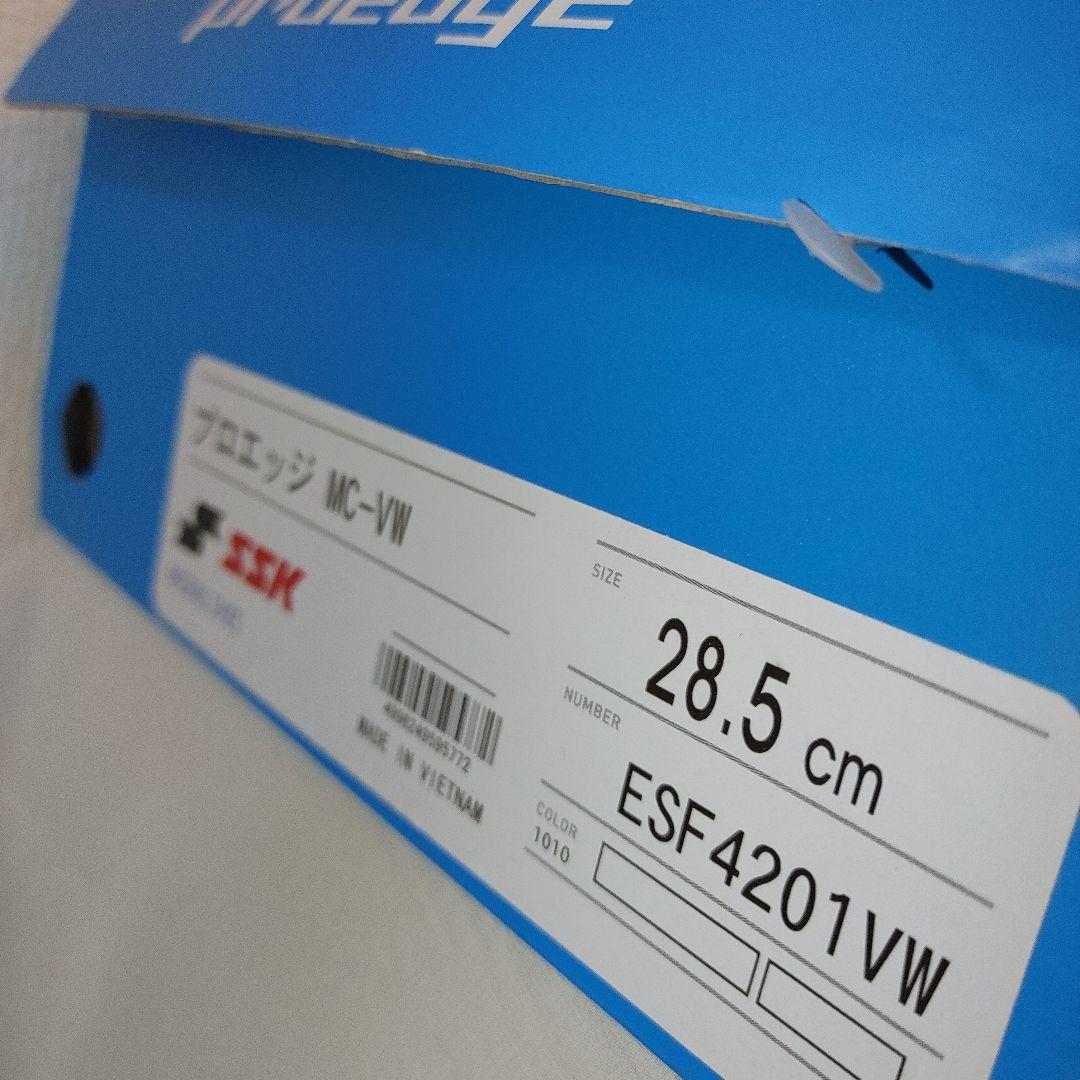 proedge
プロエッジ MC-VW
SSK
MADE IN VIETNAM
SIZE
28.5 cm
NUMBER
ESF4201VW
COLOR
1010